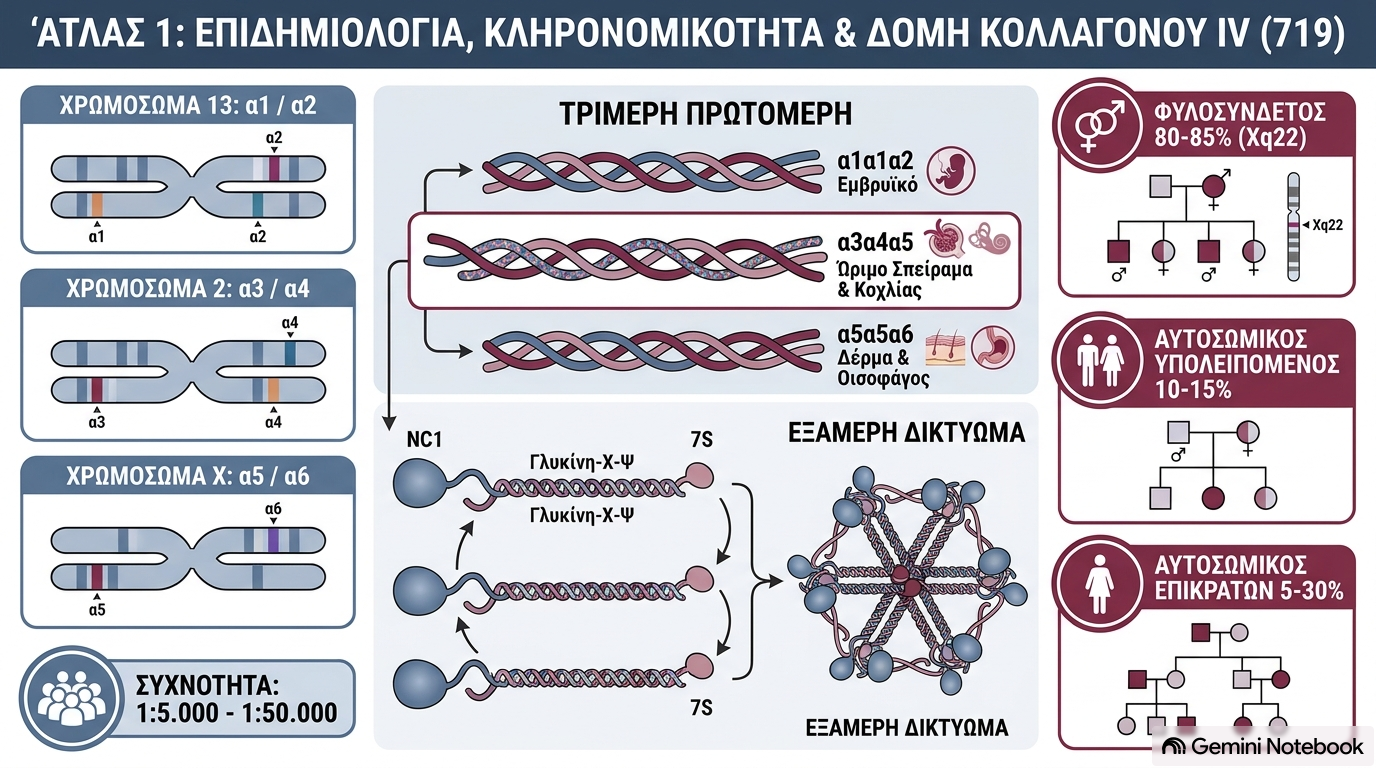 ‘ΑΤΛΑΣ 1: ΕΠΙΔΗΜΙΟΛΟΓΙΑ, ΚΛΗΡΟΝΟΜΙΚΟΤΗΤΑ & ΔΟΜΗ ΚΟΛΛΑΓΟΝΟΥ IV (719)
ΧΡΩΜΟΣΩΜΑ 13: α1 / α2
α2
α1
α2
ΧΡΩΜΟΣΩΜΑ 2: α3 / α4
α4
α3
α4
ΧΡΩΜΟΣΩΜΑ Χ: α5 / α6
α6
α5
ΣΥΧΝΟΤΗΤΑ:
1:5.000 - 1:50.000
ΤΡΙΜΕΡΗ ΠΡΩΤΟΜΕΡΗ
α1α1α2
Εμβρυϊκό
α3α4α5
Ώριμο Σπείραμα
& Κοχλίας
α5α5α6
Δέρμα &
Οισοφάγος
NC1
7S
Γλυκίνη-Χ-Ψ
Γλυκίνη-Χ-Ψ
7S
ΕΞΑΜΕΡΗ ΔΙΚΤΥΩΜΑ
ΕΞΑΜΕΡΗ ΔΙΚΤΥΩΜΑ
ΦΥΛΟΣΥΝΔΕΤΟΣ
80-85% (Xq22)
Xq22
ΑΥΤΟΣΩΜΙΚΟΣ
ΥΠΟΛΕΙΠΟΜΕΝΟΣ
10-15%
ΑΥΤΟΣΩΜΙΚΟΣ
ΕΠΙΚΡΑΤΩΝ 5-30%
Gemini Notebook